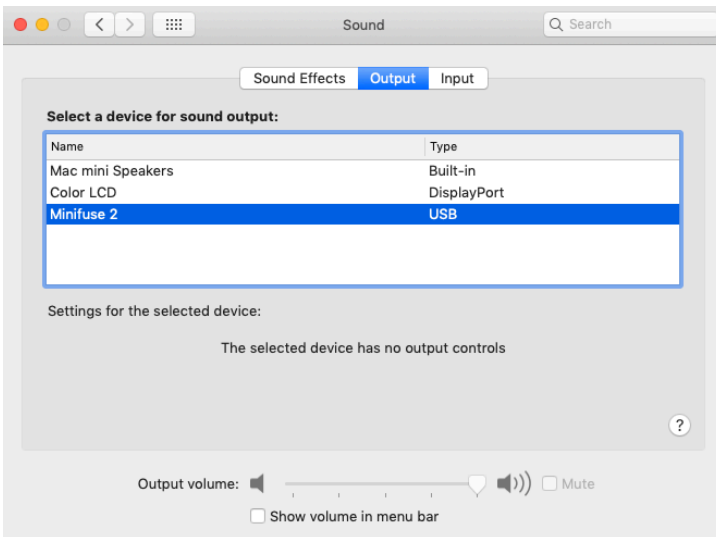 Sound
Search
Sound Effects Output Input
Select a device for sound output:
Name Type
Mac mini Speakers Built-in
Color LCD DisplayPort
Minifuse 2 USB
Settings for the selected device:
The selected device has no output controls
?
Output volume: Mute
Show volume in menu bar